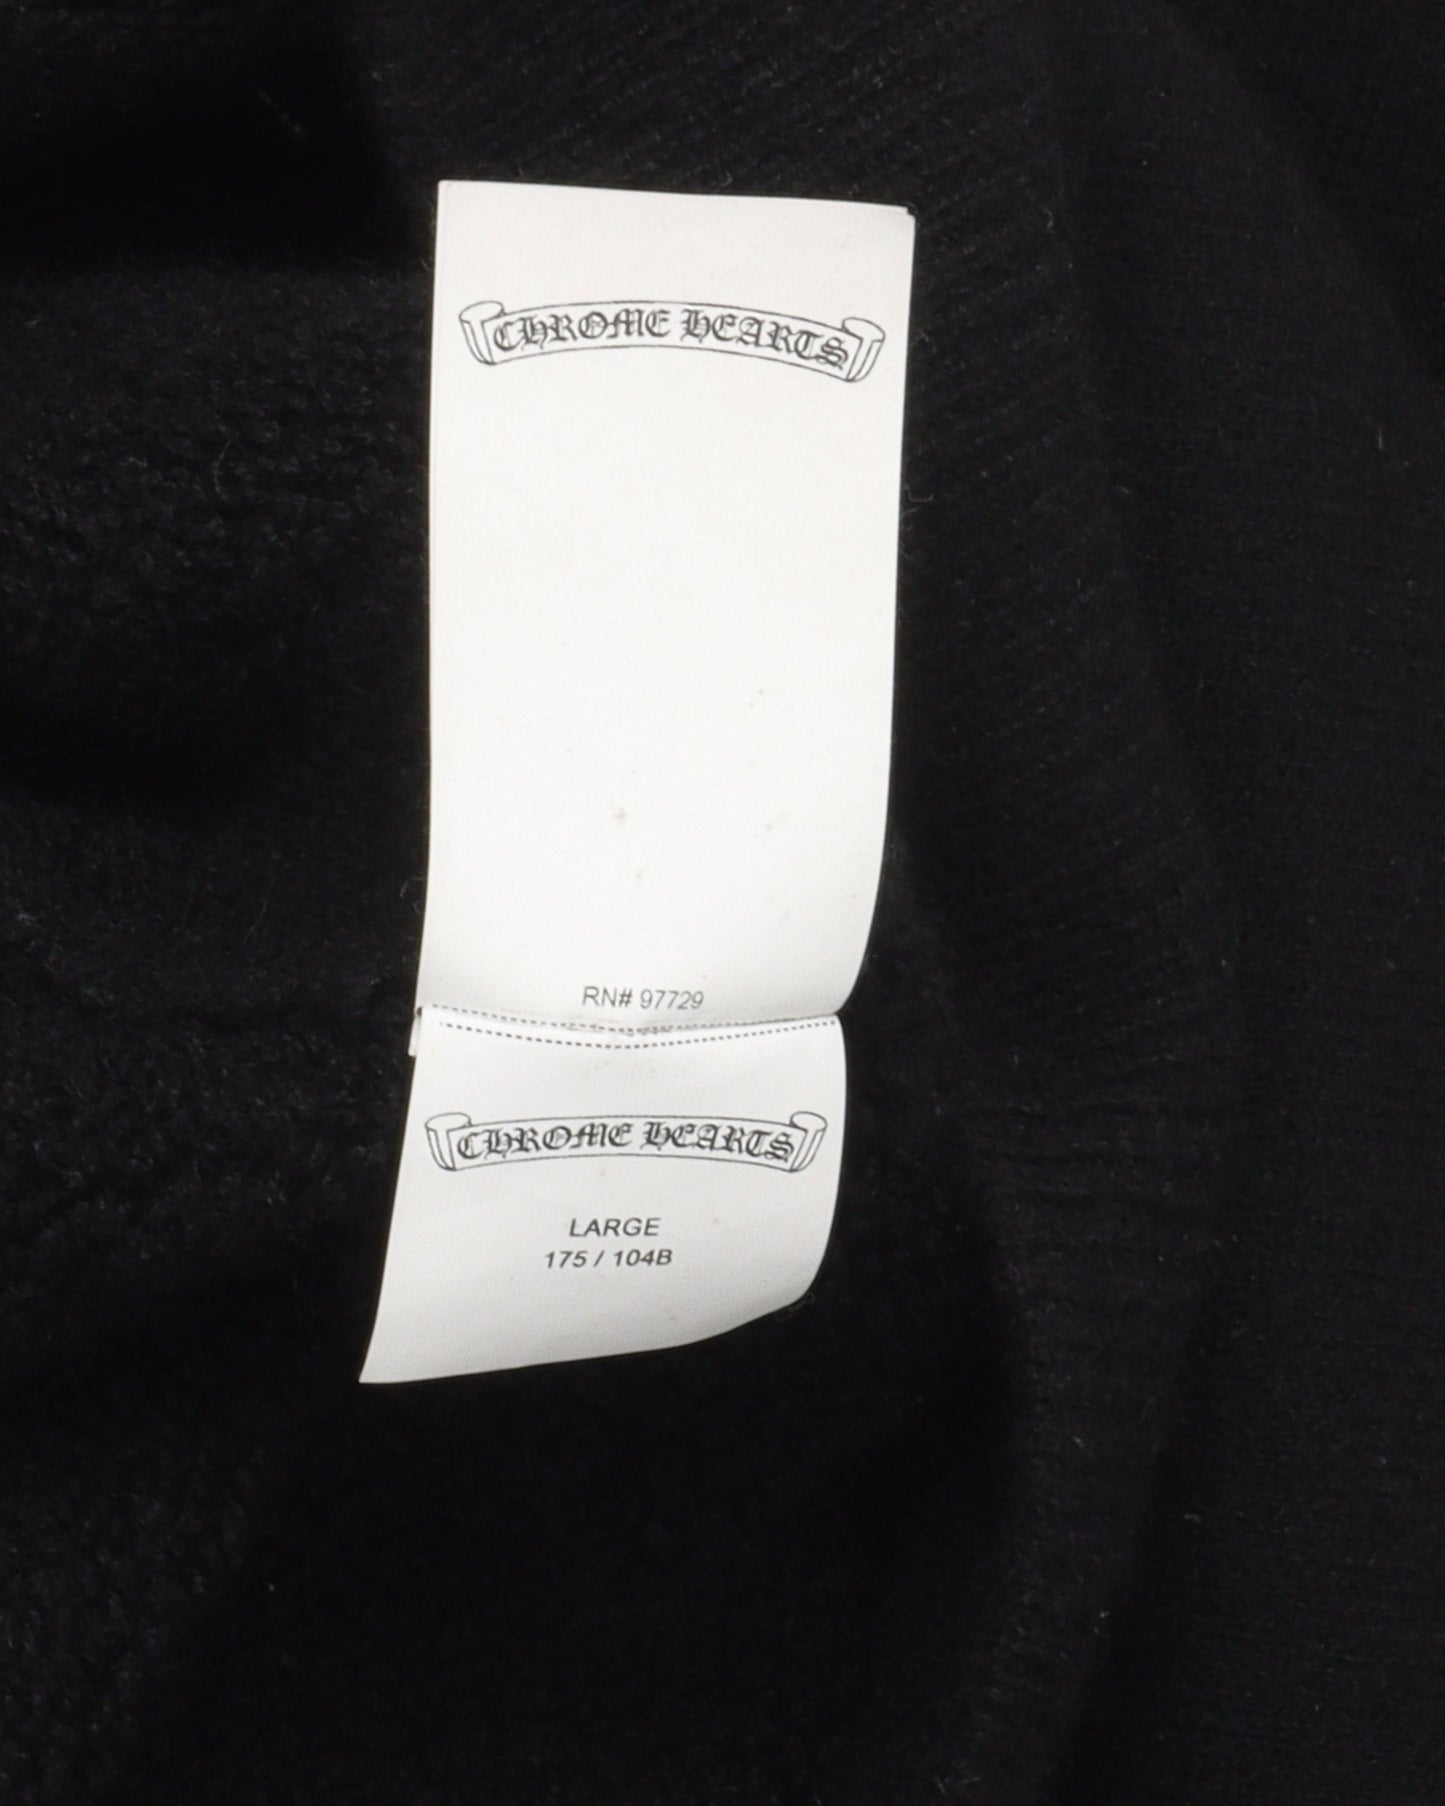 CHROME HEARTS
RN# 97729
CHROME HEARTS
LARGE
175 / 104B